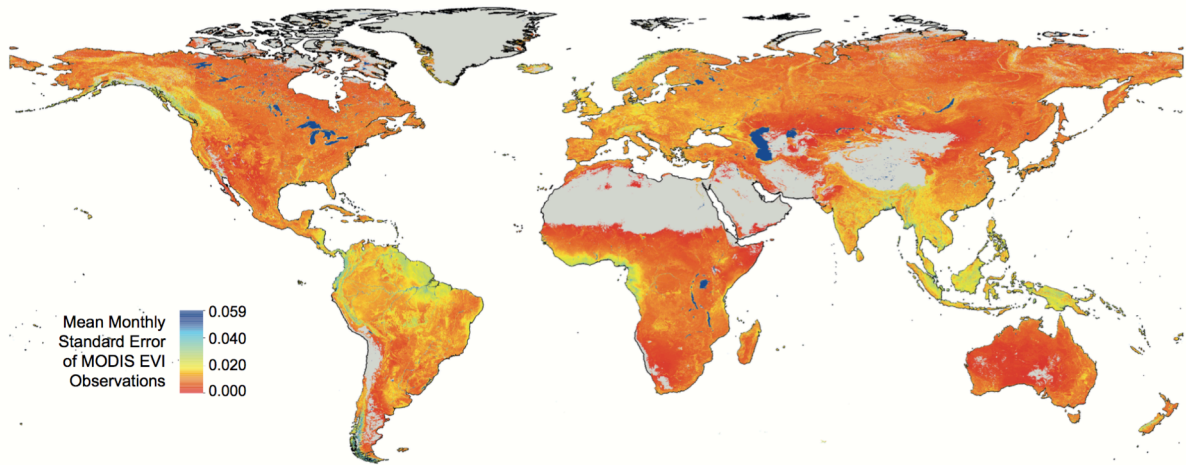 Mean Monthly
Standard Error
of MODIS EVI
Observations
0.059
0.040
0.020
0.000